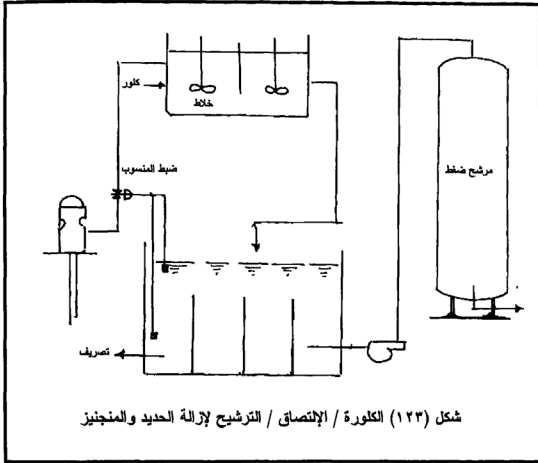 كلور
خلاط
ضبط المنسوب
مرشح ضغط
تصريف
شكل (١٢٣) الكلورة / الإلتصاق / الترشيح لإزالة الحديد والمنجنيز